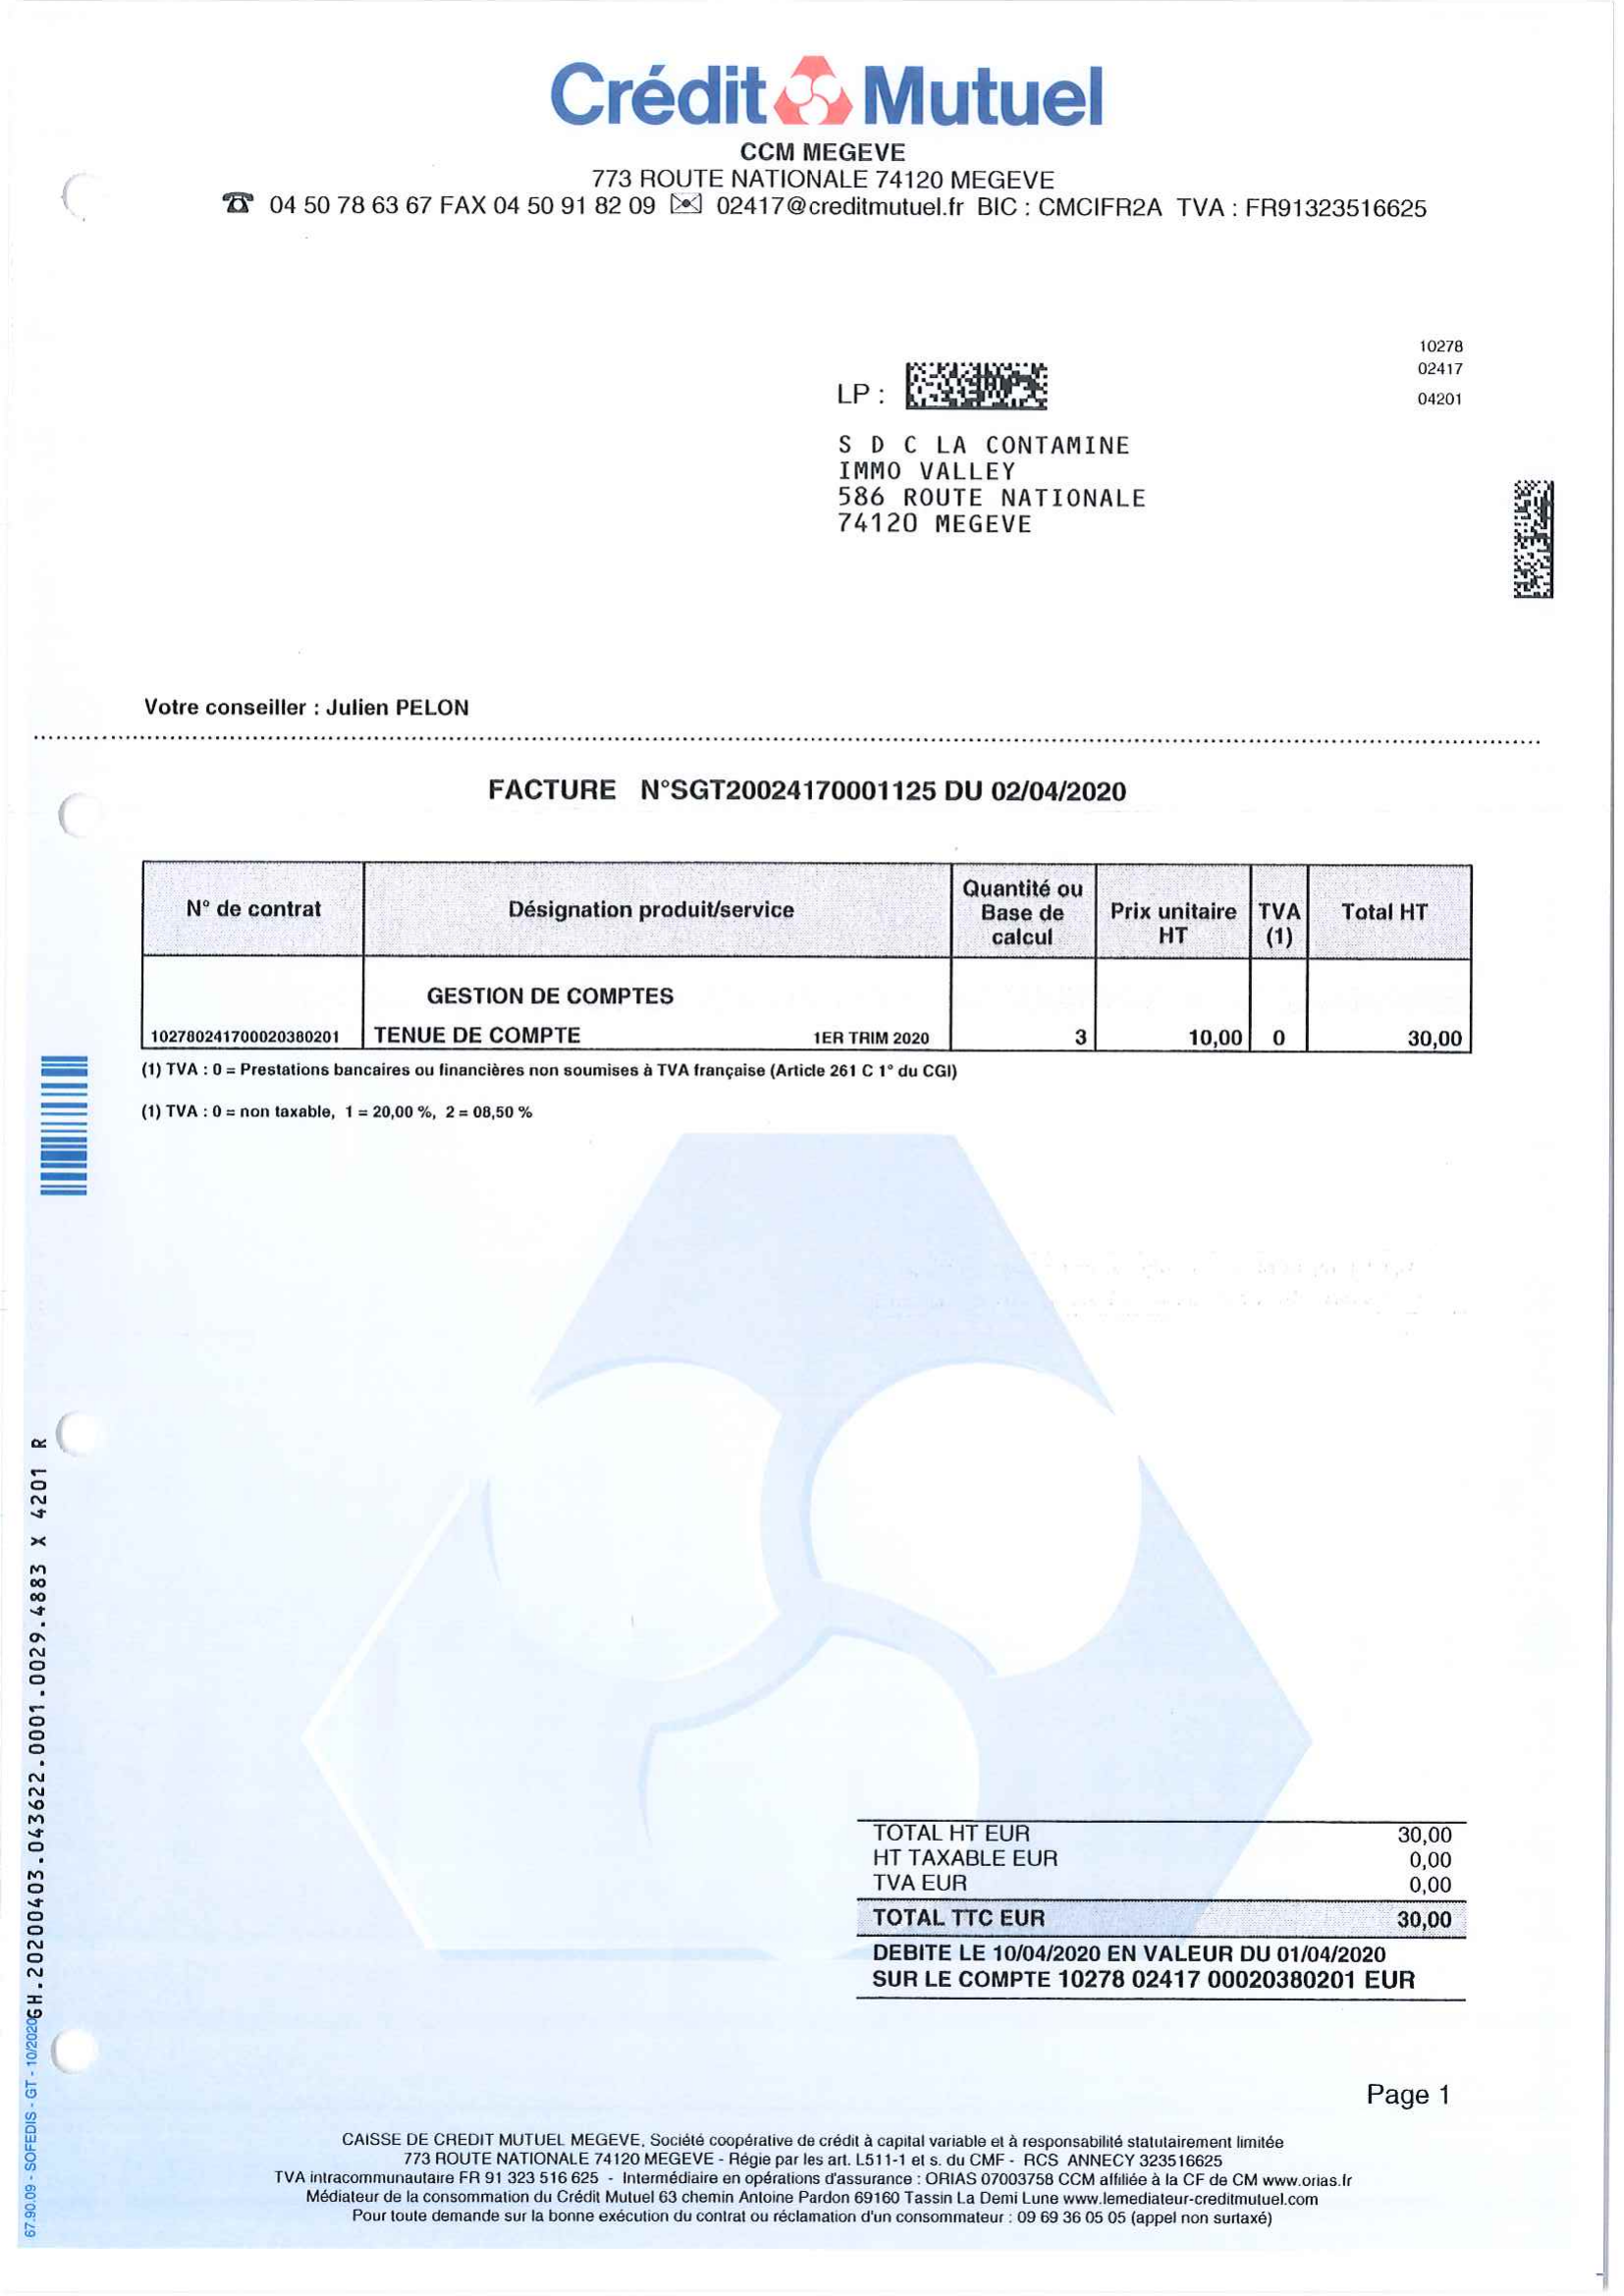 Crédit Mutuel
CCM MEGEVE
773 ROUTE NATIONALE 74120 MEGEVE
04 50 78 63 67 FAX 04 50 91 82 09 02417@creditmutuel.fr BIC : CMCIFR2A TVA : FR91323516625
10278
02417
04201
LP :
S D C LA CONTAMINE
IMMO VALLEY
586 ROUTE NATIONALE
74120 MEGEVE
Votre conseiller : Julien PELON
FACTURE N°SGT20024170001125 DU 02/04/2020
N° de contrat Désignation produit/service Quantité ou Base de calcul Prix unitaire HT TVA (1) Total HT
GESTION DE COMPTES
102780241700020380201 TENUE DE COMPTE 1ER TRIM 2020 3 10,00 0 30,00
(1) TVA : 0 = Prestations bancaires ou financières non soumises à TVA française (Article 261 C 1° du CGI)
(1) TVA : 0 = non taxable, 1 = 20,00 %, 2 = 08,50 %
TOTAL HT EUR 30,00
HT TAXABLE EUR 0,00
TVA EUR 0,00
TOTAL TTC EUR 30,00
DEBITE LE 10/04/2020 EN VALEUR DU 01/04/2020
SUR LE COMPTE 10278 02417 00020380201 EUR
67.90.09 - SOFEDIS - GT - 10/2020
GH.20200403.043622.0001.0029.4883 X 4201 R
Page 1
CAISSE DE CREDIT MUTUEL MEGEVE, Société coopérative de crédit à capital variable et à responsabilité statutairement limitée
773 ROUTE NATIONALE 74120 MEGEVE - Régie par les art. L511-1 et s. du CMF - RCS ANNECY 323516625
TVA intracommunautaire FR 91 323 516 625 - Intermédiaire en opérations d'assurance : ORIAS 07003758 CCM affiliée à la CF de CM www.orias.fr
Médiateur de la consommation du Crédit Mutuel 63 chemin Antoine Pardon 69160 Tassin La Demi Lune www.lemediateur-creditmutuel.com
Pour toute demande sur la bonne exécution du contrat ou réclamation d'un consommateur : 09 69 36 05 05 (appel non surtaxé)